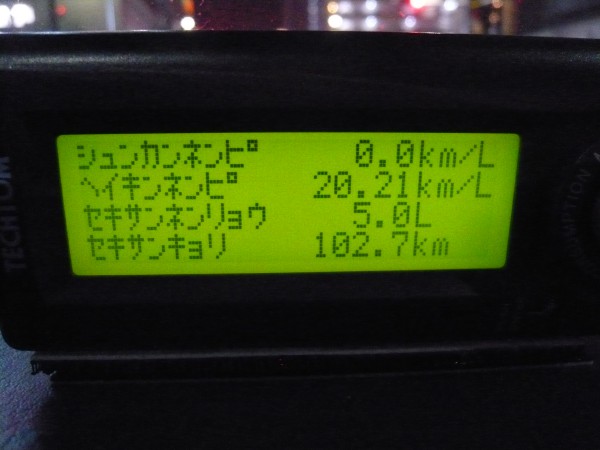 シュンカンネンピ 0.0km/L
ヘイキンネンピ 20.21km/L
セキサンネンリョウ 5.0L
セキサンキョリ 102.7km
TECHTOM